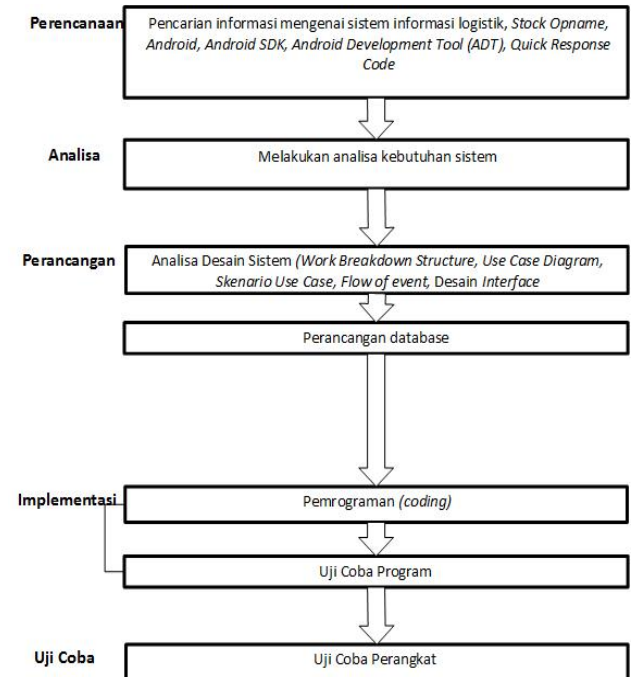 Perencanaan
Pencarian informasi mengenai sistem informasi logistik, Stock Opname,
Android, Android SDK, Android Development Tool (ADT), Quick Response
Code
Analisa
Melakukan analisa kebutuhan sistem
Perancangan
Analisa Desain Sistem (Work Breakdown Structure, Use Case Diagram,
Skenario Use Case, Flow of event, Desain Interface
Perancangan database
Implementasi
Pemrograman (coding)
Uji Coba Program
Uji Coba
Uji Coba Perangkat